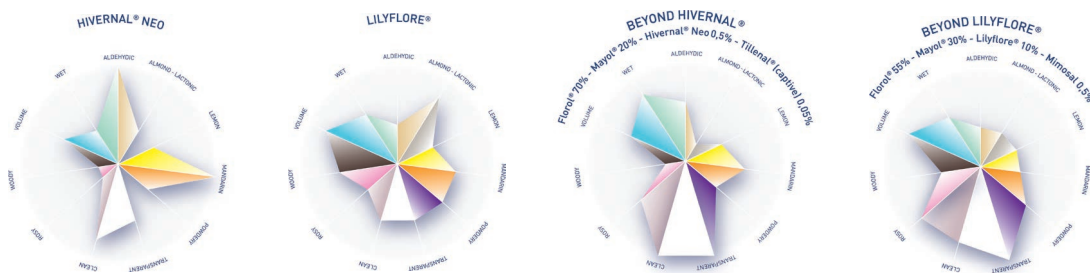 HIVERNAL® NEO
ALDEHYDIC
ALMOND - LACTONIC
LEMON
MANDARIN
POWDERY
TRANSPARENT
CLEAN
ROSY
WOODY
VOLUME
WET
LILYFLORE®
ALDEHYDIC
ALMOND - LACTONIC
LEMON
MANDARIN
POWDERY
TRANSPARENT
CLEAN
ROSY
WOODY
VOLUME
WET
BEYOND HIVERNAL®
Florol® 70% - Mayol® 20% - Hivernal® Neo 0,5% - Tillenal® (captive) 0,05%
ALDEHYDIC
ALMOND - LACTONIC
LEMON
MANDARIN
POWDERY
TRANSPARENT
CLEAN
ROSY
WOODY
VOLUME
WET
BEYOND LILYFLORE®
Florol® 55% - Mayol® 30% - Lilyflore® 10% - Mimosal 0,5%
ALDEHYDIC
ALMOND - LACTONIC
LEMON
MANDARIN
POWDERY
TRANSPARENT
CLEAN
ROSY
WOODY
VOLUME
WET